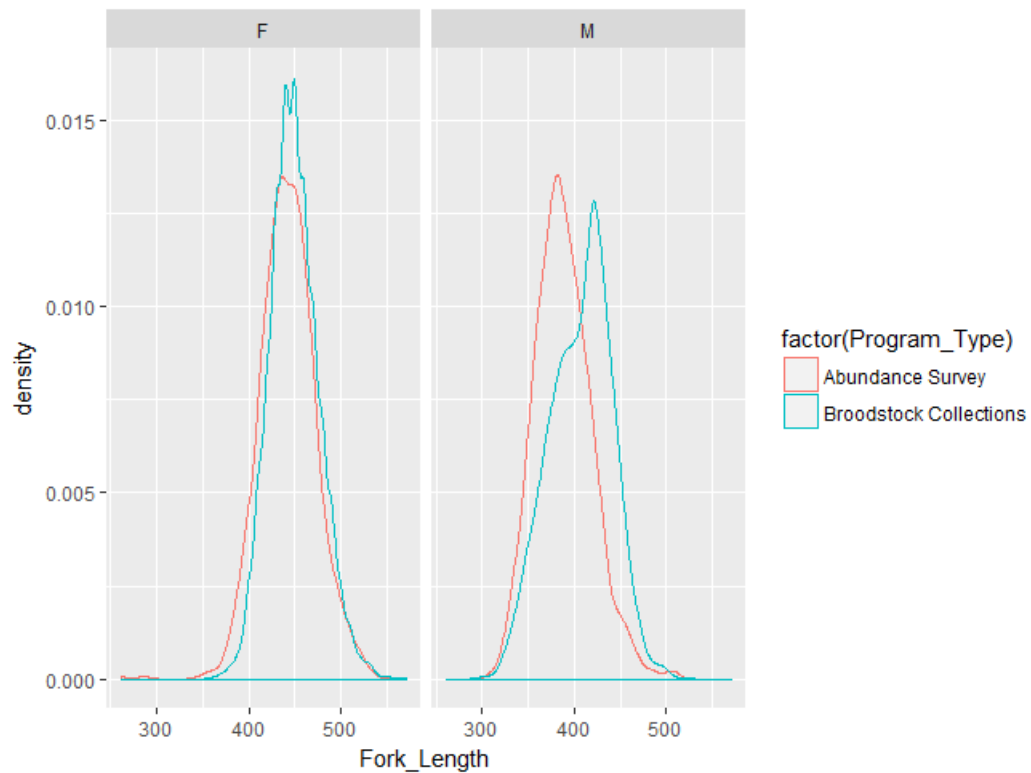 F
M
0.015
0.010
0.005
0.000
density
300
400
500
300
400
500
Fork_Length
factor(Program_Type)
Abundance Survey
Broodstock Collections